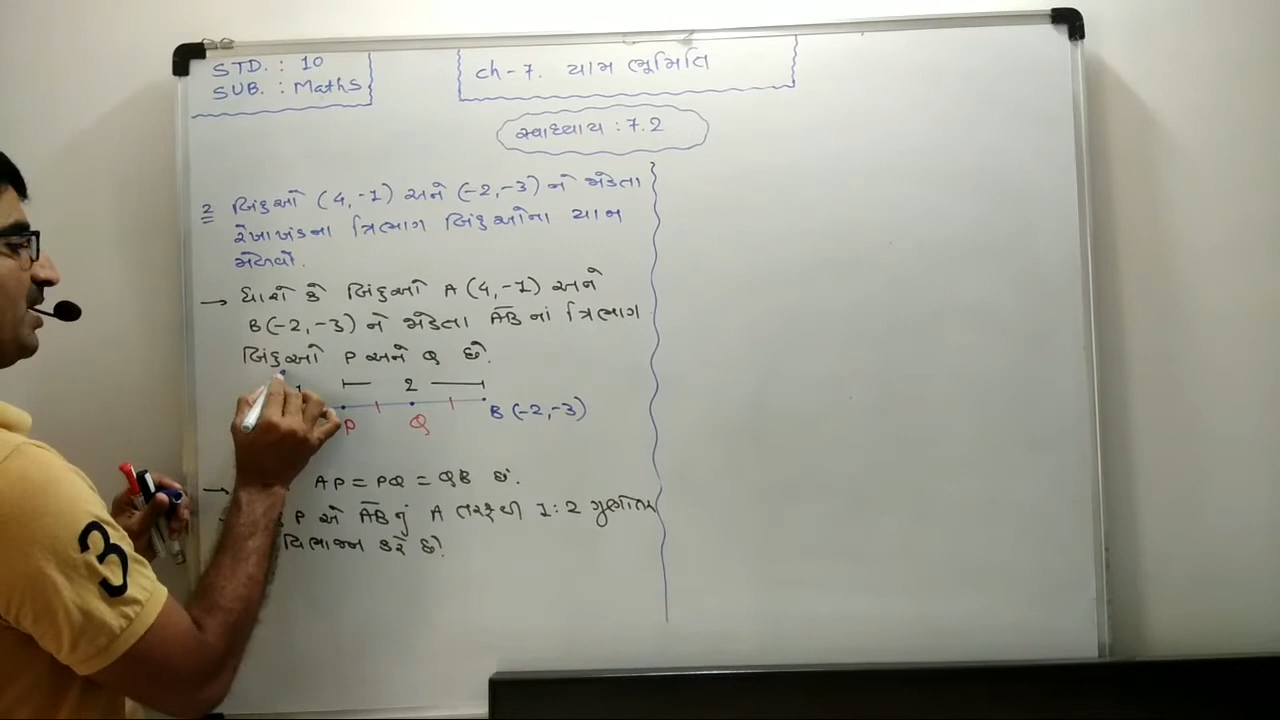 STD. : 10
SUB. : Maths
ch - 7. યામ ભૂમિતિ
સ્વાધ્યાય : 7.2
2 બિંદુઓ (4, -1) અને (-2, -3) ને જોડતા
રેખાખંડના ત્રિભાગ બિંદુઓના યામ
મેળવો.
→ ધારો કે બિંદુઓ A (4, -1) અને
B (-2, -3) ને જોડતા AB નાં ત્રિભાગ
બિંદુઓ P અને Q છે.
1 2
P Q B (-2, -3)
→ AP = PQ = QB છે.
P એ AB નું A તરફથી 1 : 2 ગુણોત્તર
વિભાજન કરે છે.
3